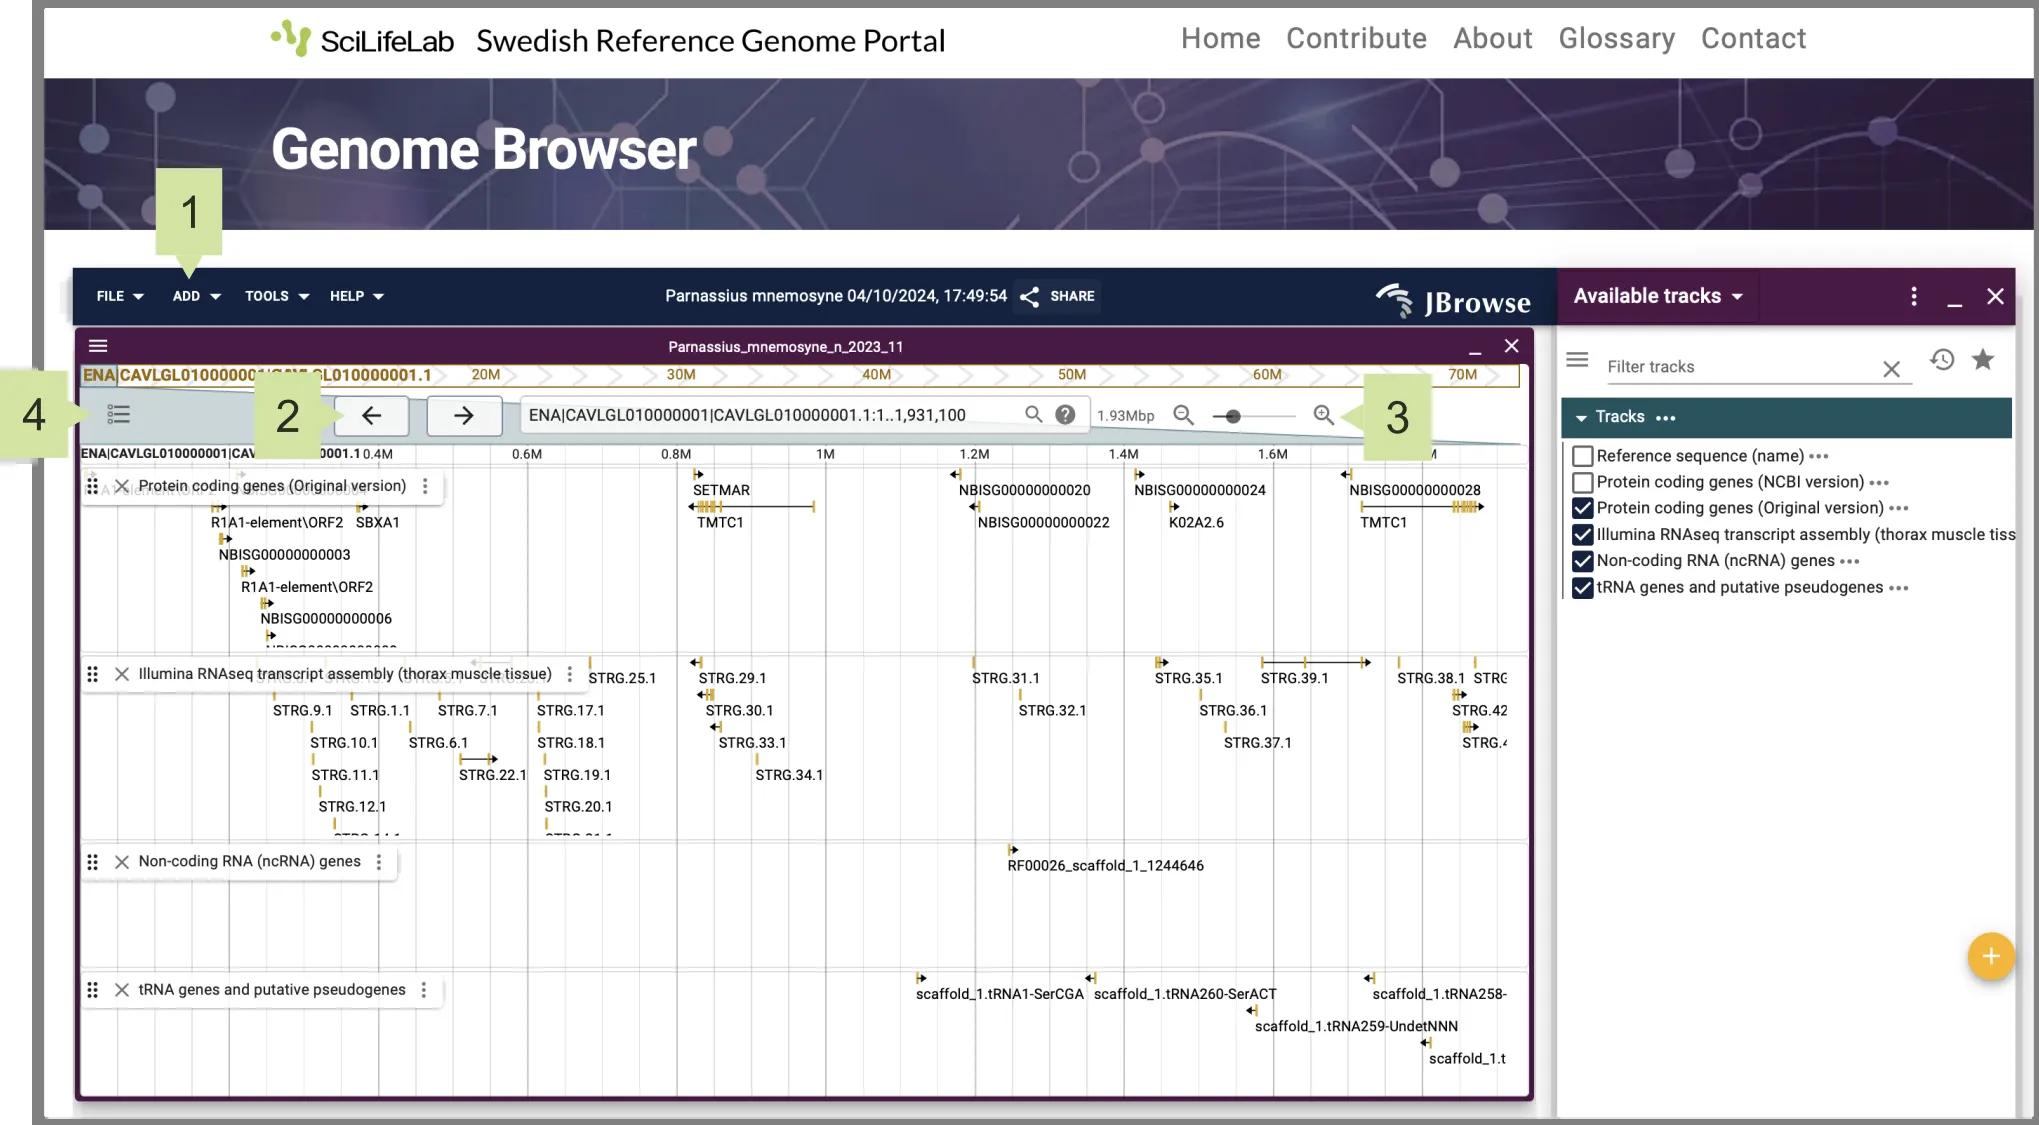 SciLifeLab Swedish Reference Genome Portal
Home Contribute About Glossary Contact
Genome Browser
1
FILE ADD TOOLS HELP
Parnassius mnemosyne 04/10/2024, 17:49:54 SHARE
JBrowse
Available tracks
Parnassius_mnemosyne_n_2023_11
ENA|CAVLGL010000001|CAVLGL010000001.1 20M 30M 40M 50M 60M 70M
4
2
ENA|CAVLGL010000001|CAVLGL010000001.1:1..1,931,100
1.93Mbp
3
ENA|CAVLGL010000001|CAV 0001.1 0.4M 0.6M 0.8M 1M 1.2M 1.4M 1.6M M
Protein coding genes (Original version)
SETMAR NBISG00000000020 NBISG00000000024 NBISG00000000028
R1A1-element\ORF2 SBXA1 TMTC1 NBISG00000000022 K02A2.6 TMTC1
NBISG00000000003
R1A1-element\ORF2
NBISG00000000006
Illumina RNAseq transcript assembly (thorax muscle tissue)
STRG.25.1 STRG.29.1 STRG.31.1 STRG.35.1 STRG.39.1 STRG.38.1 STRG
STRG.9.1 STRG.1.1 STRG.7.1 STRG.17.1 STRG.30.1 STRG.32.1 STRG.36.1 STRG.42
STRG.10.1 STRG.6.1 STRG.18.1 STRG.33.1 STRG.37.1 STRG.4
STRG.11.1 STRG.22.1 STRG.19.1 STRG.34.1
STRG.12.1 STRG.20.1
Non-coding RNA (ncRNA) genes
RF00026_scaffold_1_1244646
tRNA genes and putative pseudogenes
scaffold_1.tRNA1-SerCGA scaffold_1.tRNA260-SerACT scaffold_1.tRNA258-
scaffold_1.tRNA259-UndetNNN
scaffold_1.t
Filter tracks
Tracks
Reference sequence (name)
Protein coding genes (NCBI version)
Protein coding genes (Original version)
Illumina RNAseq transcript assembly (thorax muscle tiss
Non-coding RNA (ncRNA) genes
tRNA genes and putative pseudogenes